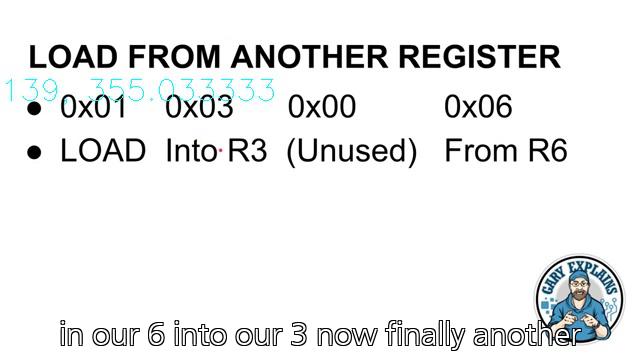 LOAD FROM ANOTHER REGISTER
139, 355.033333
● 0x01 0x03 0x00 0x06
● LOAD Into R3 (Unused) From R6
GARY EXPLAINS
in our 6 into our 3 now finally another